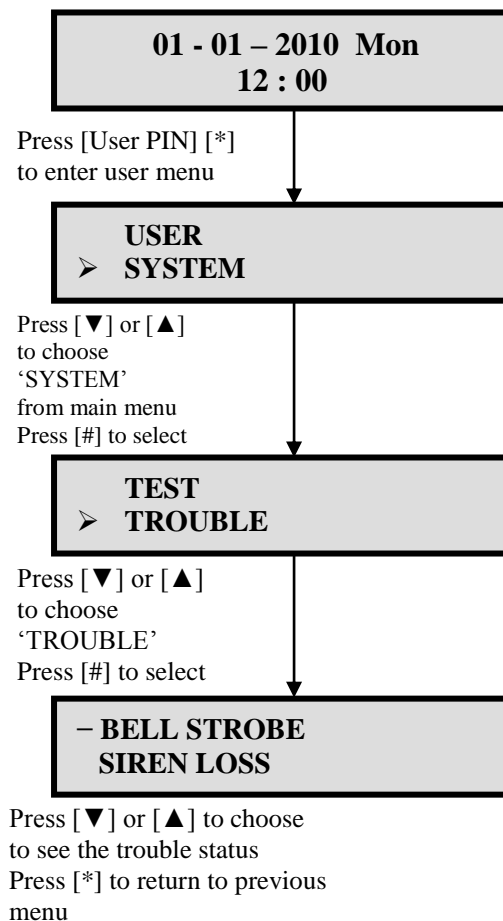 01 - 01 – 2010 Mon
12 : 00
Press [User PIN] [*]
to enter user menu
USER
➢ SYSTEM
Press [▼] or [▲]
to choose
‘SYSTEM’
from main menu
Press [#] to select
TEST
➢ TROUBLE
Press [▼] or [▲]
to choose
‘TROUBLE’
Press [#] to select
− BELL STROBE
SIREN LOSS
Press [▼] or [▲] to choose
to see the trouble status
Press [*] to return to previous
menu